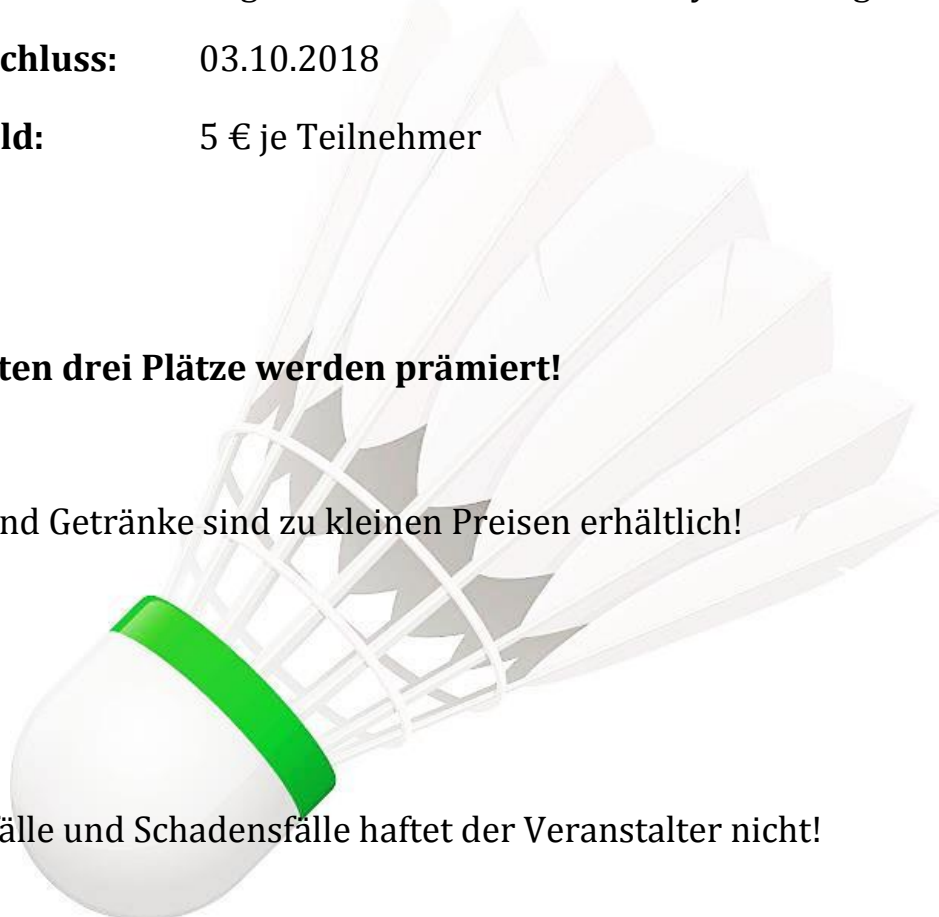 chluss: 03.10.2018
ld: 5 € je Teilnehmer
ten drei Plätze werden prämiert!
nd Getränke sind zu kleinen Preisen erhältlich!
älle und Schadensfälle haftet der Veranstalter nicht!